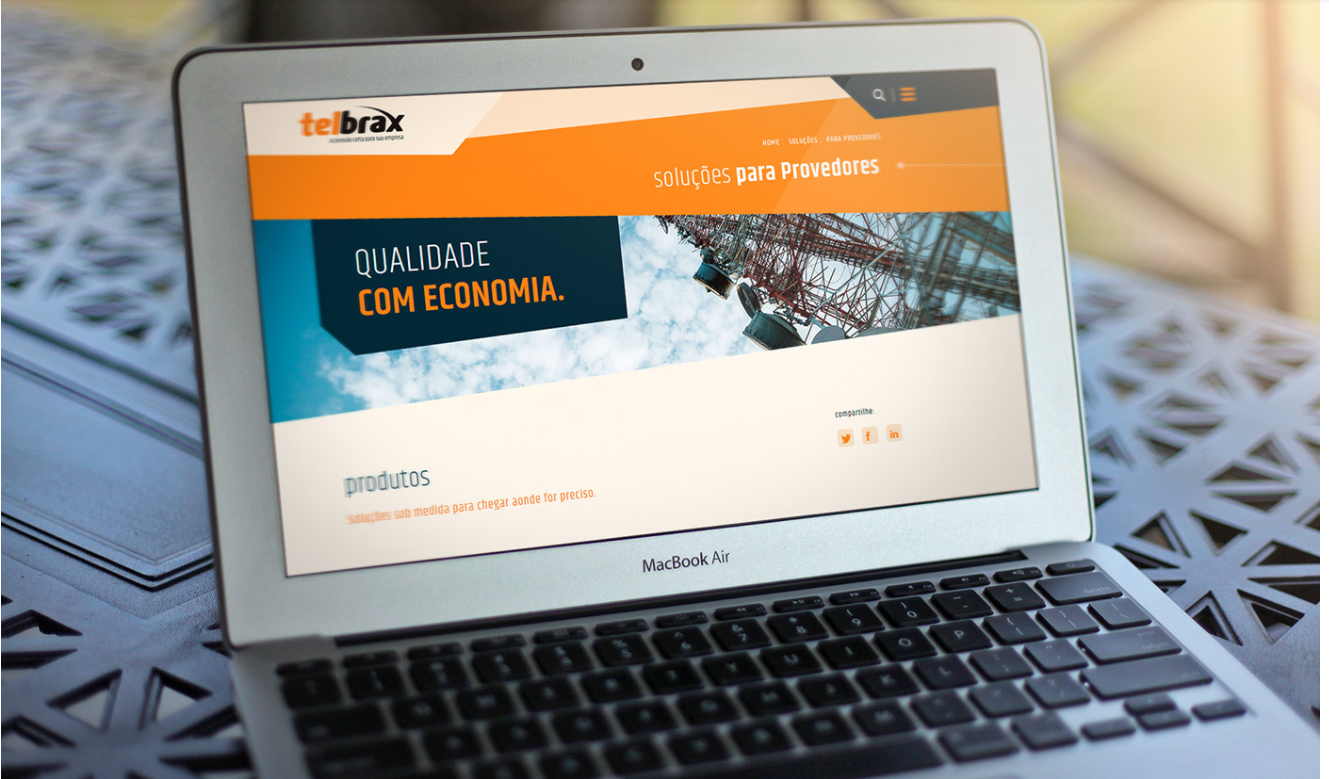 telbrax
a conexão certa para sua empresa
HOME . SOLUÇÕES . PARA PROVEDORES
soluções para Provedores
QUALIDADE
COM ECONOMIA.
compartilhe:
produtos
Soluções sob medida para chegar aonde for preciso.
MacBook Air
delete